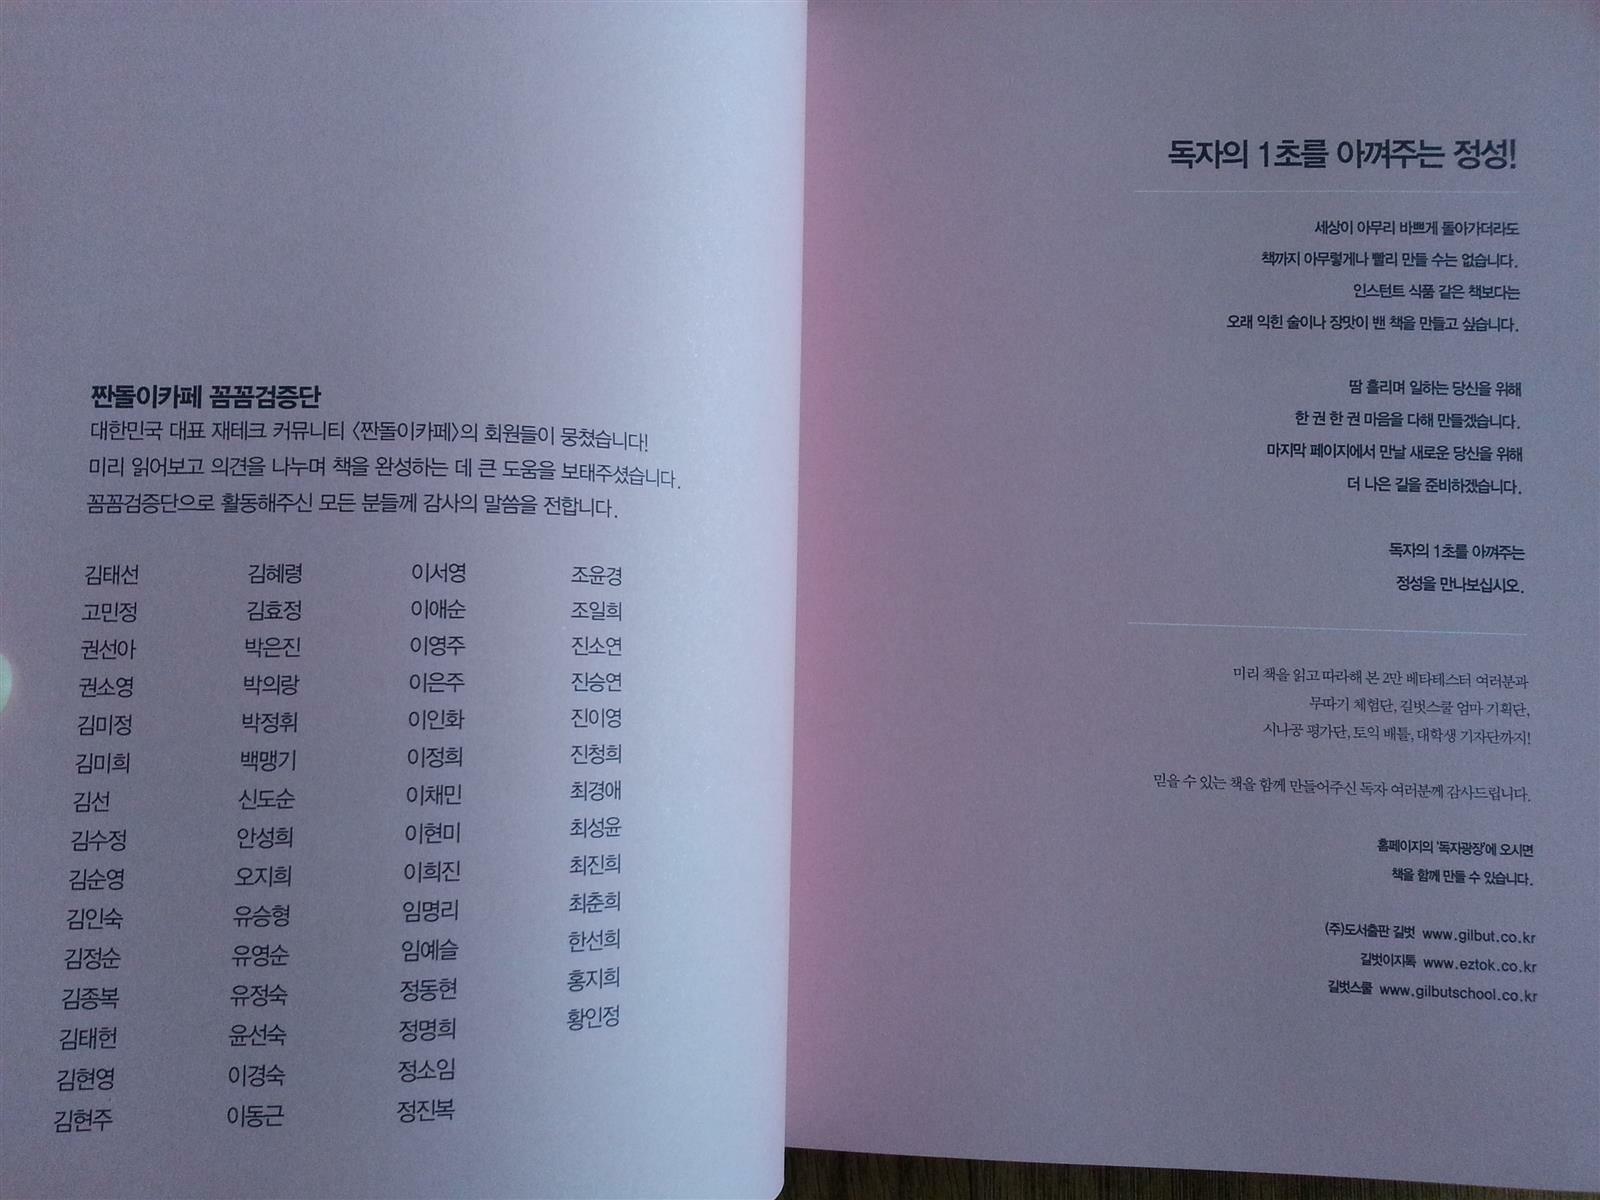 짠돌이카페 꼼꼼검증단
대한민국 대표 재테크 커뮤니티 〈짠돌이카페〉의 회원들이 뭉쳤습니다!
미리 읽어보고 의견을 나누며 책을 완성하는 데 큰 도움을 보태주셨습니다.
꼼꼼검증단으로 활동해주신 모든 분들께 감사의 말씀을 전합니다.
김태선 김혜령 이서영 조윤경
고민정 김효정 이애순 조일희
권선아 박은진 이영주 진소연
권소영 박의랑 이은주 진승연
김미정 박정휘 이인화 진이영
김미희 백맹기 이정희 진청희
김선 신도순 이채민 최경애
김수정 안성희 이현미 최성윤
김순영 오지희 이희진 최진희
김인숙 유승형 임명리 최춘희
김정순 유영순 임예슬 한선희
김종복 유정숙 정동현 홍지희
김태헌 윤선숙 정명희 황인정
김현영 이경숙 정소임
김현주 이동근 정진복
독자의 1초를 아껴주는 정성!
세상이 아무리 바쁘게 돌아가더라도
책까지 아무렇게나 빨리 만들 수는 없습니다.
인스턴트 식품 같은 책보다는
오래 익힌 술이나 장맛이 밴 책을 만들고 싶습니다.
땀 흘리며 일하는 당신을 위해
한 권 한 권 마음을 다해 만들겠습니다.
마지막 페이지에서 만날 새로운 당신을 위해
더 나은 길을 준비하겠습니다.
독자의 1초를 아껴주는
정성을 만나보십시오.
미리 책을 읽고 따라해 본 2만 베타테스터 여러분과
무따기 체험단, 길벗스쿨 엄마 기획단,
시나공 평가단, 토익 배틀, 대학생 기자단까지!
믿을 수 있는 책을 함께 만들어주신 독자 여러분께 감사드립니다.
홈페이지의 '독자광장'에 오시면
책을 함께 만들 수 있습니다.
(주)도서출판 길벗 www.gilbut.co.kr
길벗이지톡 www.eztok.co.kr
길벗스쿨 www.gilbutschool.co.kr